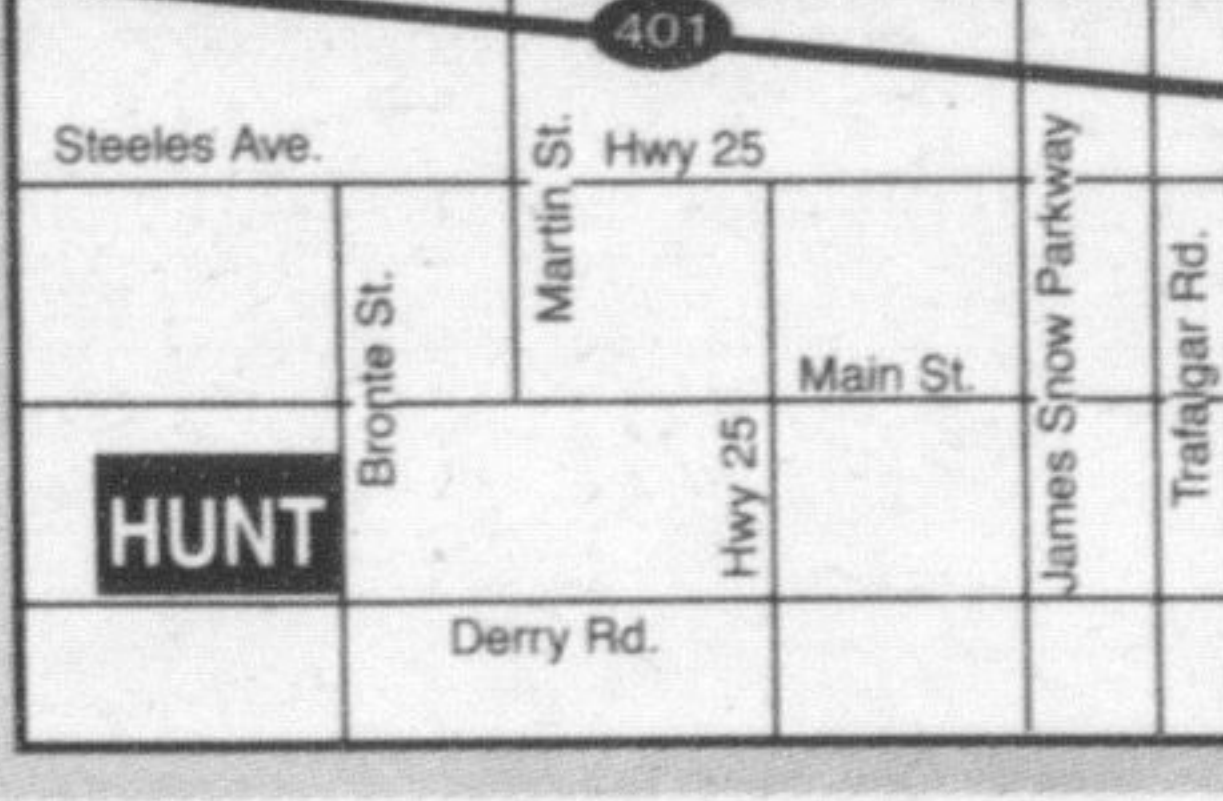 401
Steeles Ave.
Martin St.
Hwy 25
James Snow Parkway
Trafalgar Rd.
Bronte St.
Main St.
Hwy 25
HUNT
Derry Rd.